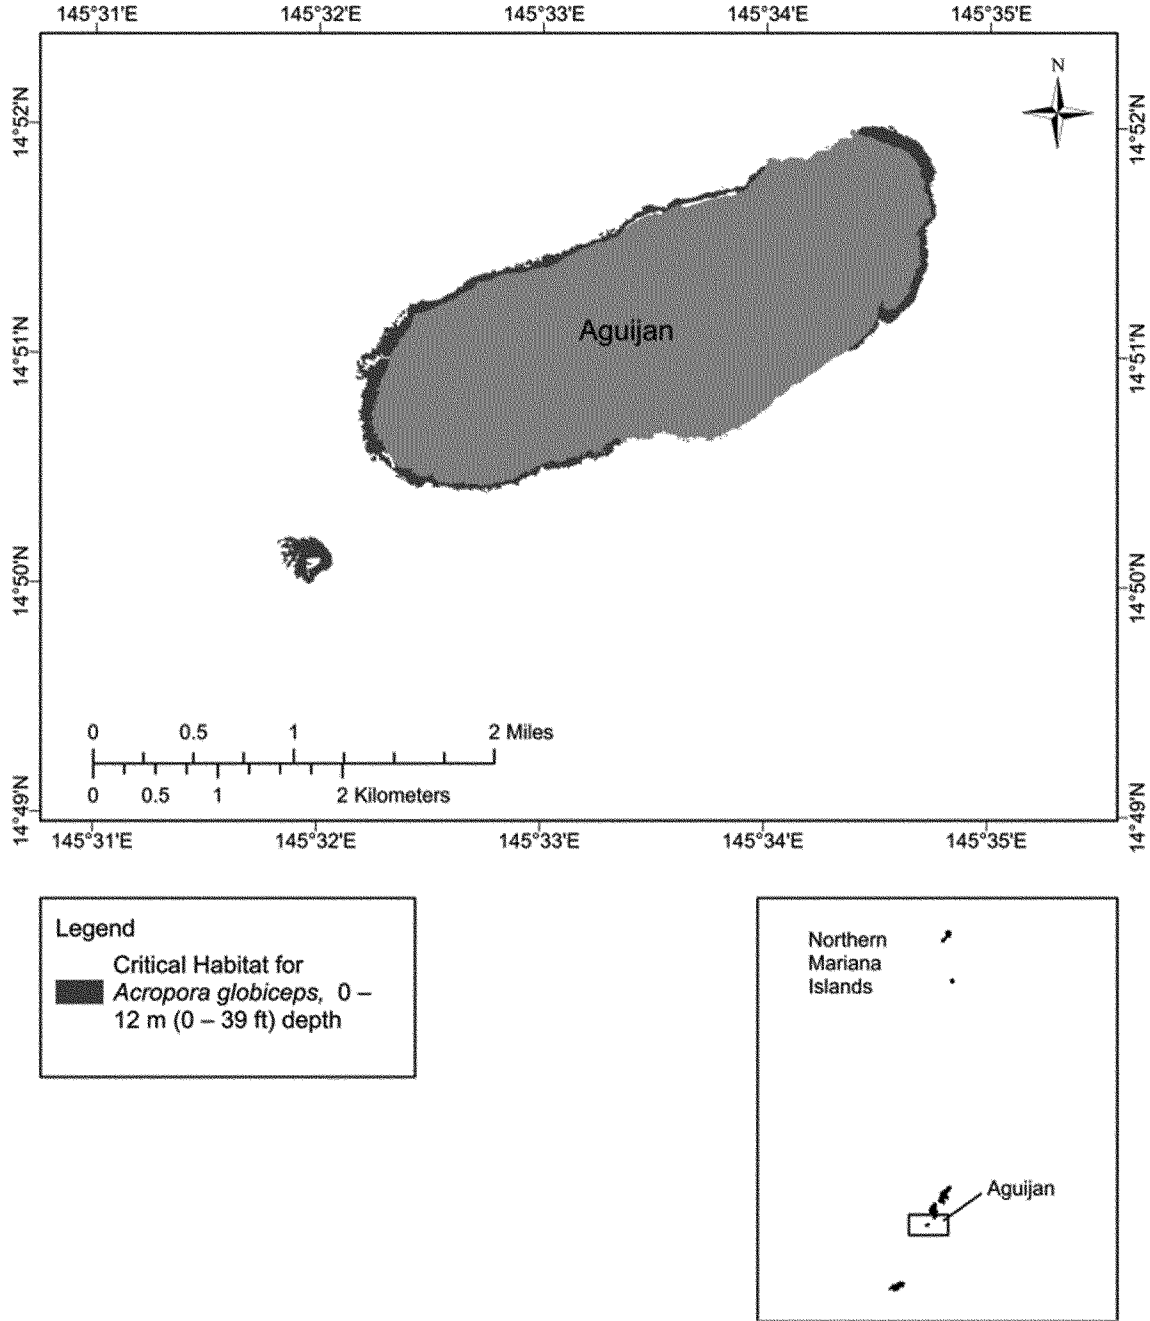 145°31'E 145°32'E 145°33'E 145°34'E 145°35'E
N
14°52'N
14°52'N
Aguijan
14°51'N
14°51'N
14°50'N
14°50'N
0 0.5 1 2 Miles
0 0.5 1 2 Kilometers
14°49'N
14°49'N
145°31'E 145°32'E 145°33'E 145°34'E 145°35'E
Legend
Critical Habitat for
Acropora globiceps, 0 –
12 m (0 – 39 ft) depth
Northern
Mariana
Islands
Aguijan